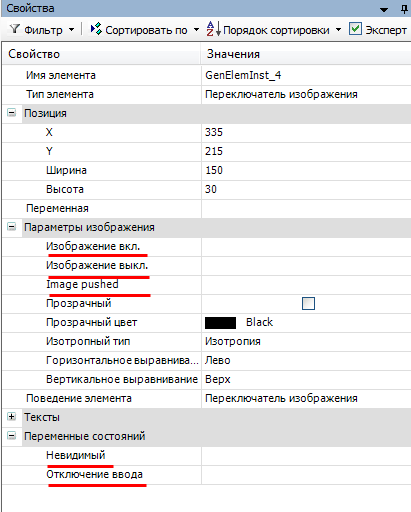 Свойства
Фильтр Сортировать по Порядок сортировки Эксперт
Свойство Значения
Имя элемента GenElemInst_4
Тип элемента Переключатель изображения
Позиция
X 335
Y 215
Ширина 150
Высота 30
Переменная
Параметры изображения
Изображение вкл.
Изображение выкл.
Image pushed
Прозрачный
Прозрачный цвет Black
Изотропный тип Изотропия
Горизонтальное выравнива... Лево
Вертикальное выравнивание Верх
Поведение элемента Переключатель изображения
Тексты
Переменные состояний
Невидимый
Отключение ввода